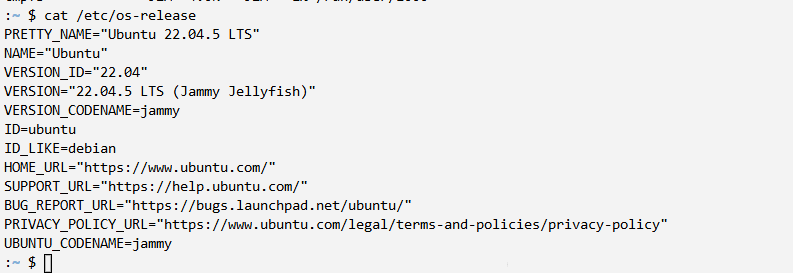 :~ $ cat /etc/os-release
PRETTY_NAME="Ubuntu 22.04.5 LTS"
NAME="Ubuntu"
VERSION_ID="22.04"
VERSION="22.04.5 LTS (Jammy Jellyfish)"
VERSION_CODENAME=jammy
ID=ubuntu
ID_LIKE=debian
HOME_URL="https://www.ubuntu.com/"
SUPPORT_URL="https://help.ubuntu.com/"
BUG_REPORT_URL="https://bugs.launchpad.net/ubuntu/"
PRIVACY_POLICY_URL="https://www.ubuntu.com/legal/terms-and-policies/privacy-policy"
UBUNTU_CODENAME=jammy
:~ $